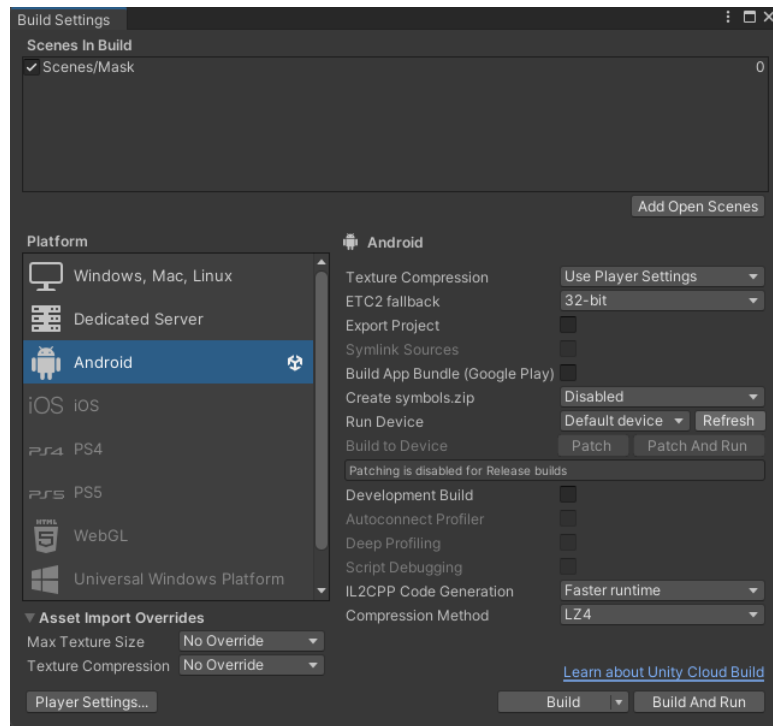 Build Settings
Scenes In Build
Scenes/Mask 0
Add Open Scenes
Platform
Windows, Mac, Linux
Dedicated Server
Android
iOS iOS
PS4 PS4
PS5 PS5
HTML 5 WebGL
Universal Windows Platform
Asset Import Overrides
Max Texture Size No Override
Texture Compression No Override
Player Settings...
Android
Texture Compression Use Player Settings
ETC2 fallback 32-bit
Export Project
Symlink Sources
Build App Bundle (Google Play)
Create symbols.zip Disabled
Run Device Default device Refresh
Build to Device Patch Patch And Run
Patching is disabled for Release builds
Development Build
Autoconnect Profiler
Deep Profiling
Script Debugging
IL2CPP Code Generation Faster runtime
Compression Method LZ4
Learn about Unity Cloud Build
Build Build And Run